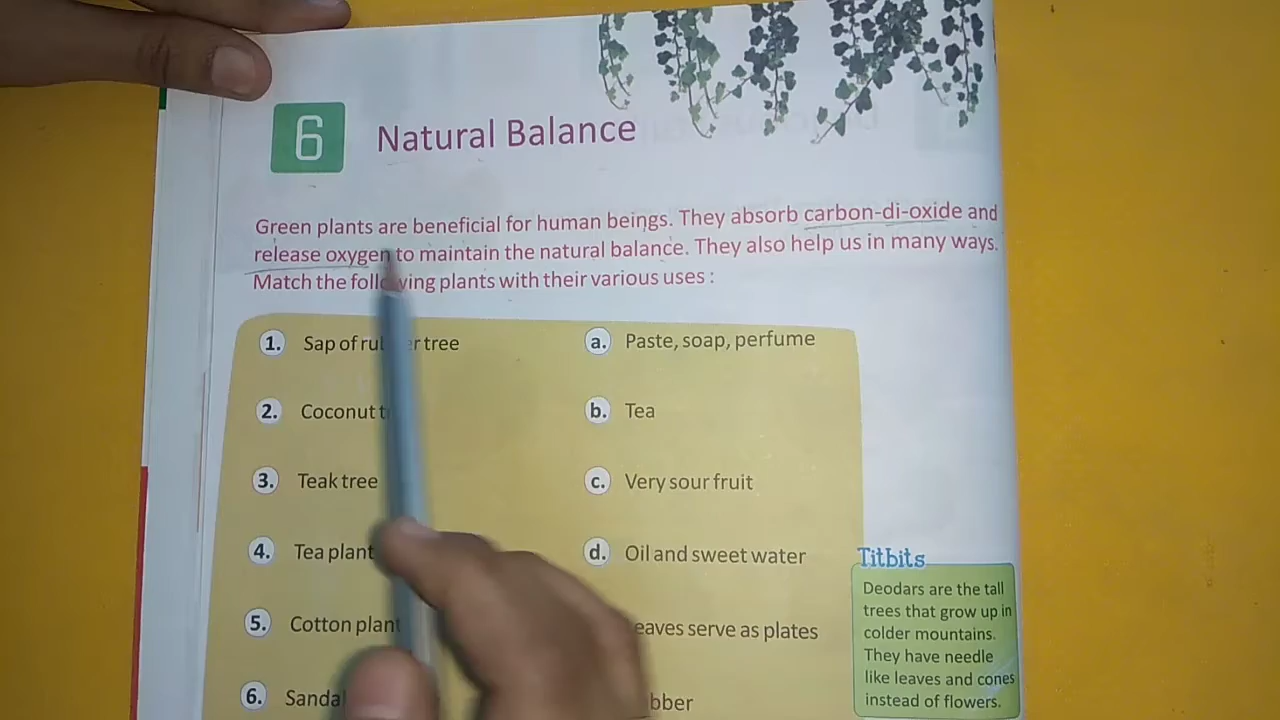 6 Natural Balance
Green plants are beneficial for human beings. They absorb carbon-di-oxide and
release oxygen to maintain the natural balance. They also help us in many ways.
Match the following plants with their various uses :
1. Sap of rubber tree
a. Paste, soap, perfume
2. Coconut
b. Tea
3. Teak tree
c. Very sour fruit
4. Tea plant
d. Oil and sweet water
5. Cotton plant
eaves serve as plates
6. Sandal
bber
Titbits
Deodars are the tall
trees that grow up in
colder mountains.
They have needle
like leaves and cones
instead of flowers.